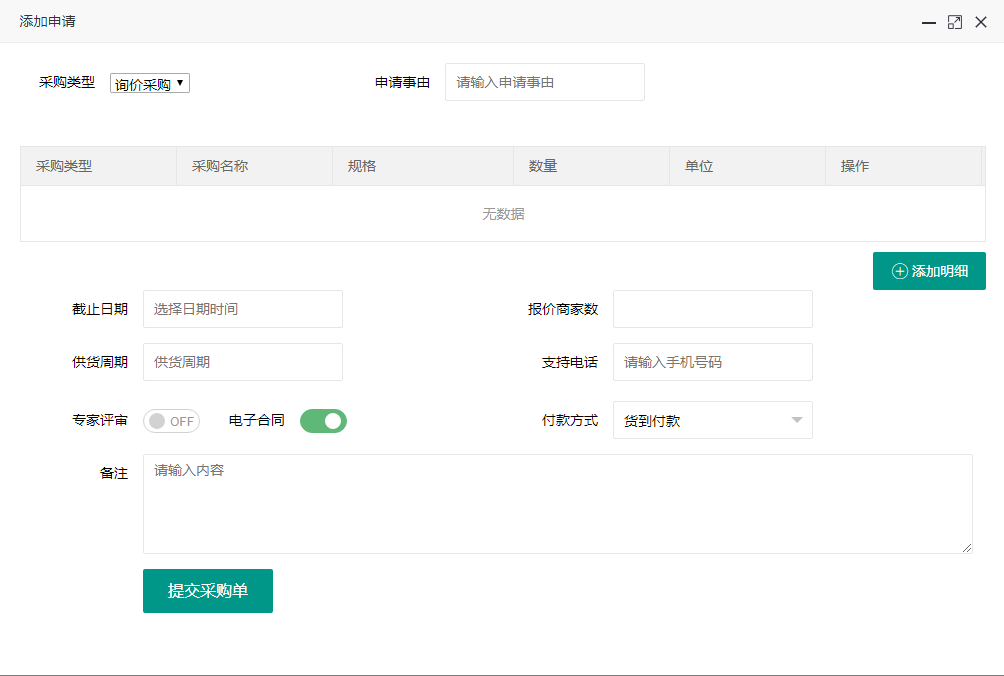 添加申请
采购类型 询价采购 申请事由 请输入申请事由
采购类型 采购名称 规格 数量 单位 操作
无数据
添加明细
截止日期 选择日期时间 报价商家数
供货周期 供货周期 支持电话 请输入手机号码
专家评审 OFF 电子合同 付款方式 货到付款
备注 请输入内容
提交采购单